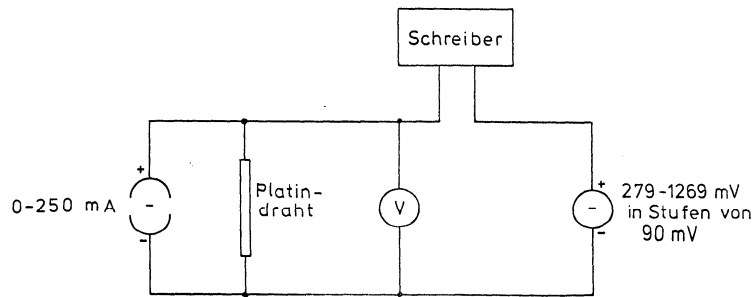 Schreiber
+
0-250 mA
-
-
Platin-
draht
V
+
-
-
279-1269 mV
in Stufen von
90 mV